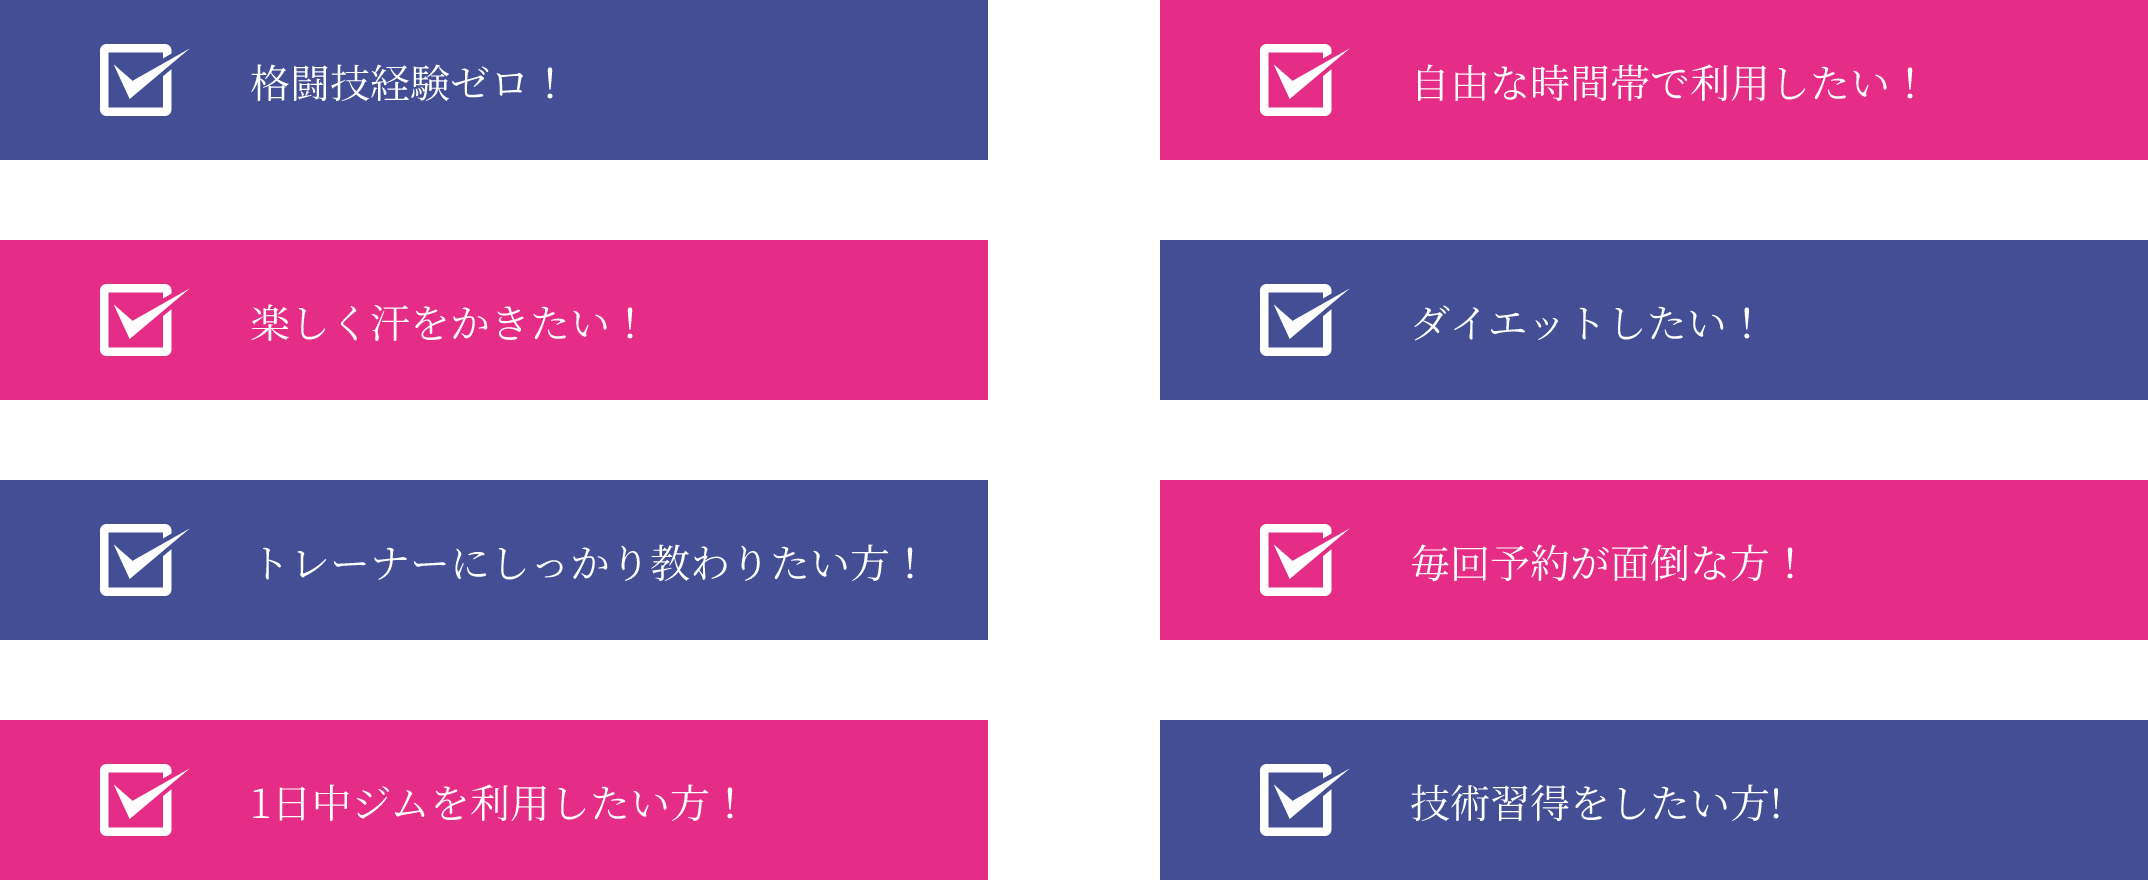 格闘技経験ゼロ！
自由な時間帯で利用したい！
楽しく汗をかきたい！
ダイエットしたい！
トレーナーにしっかり教わりたい方！
毎回予約が面倒な方！
1日中ジムを利用したい方！
技術習得をしたい方!